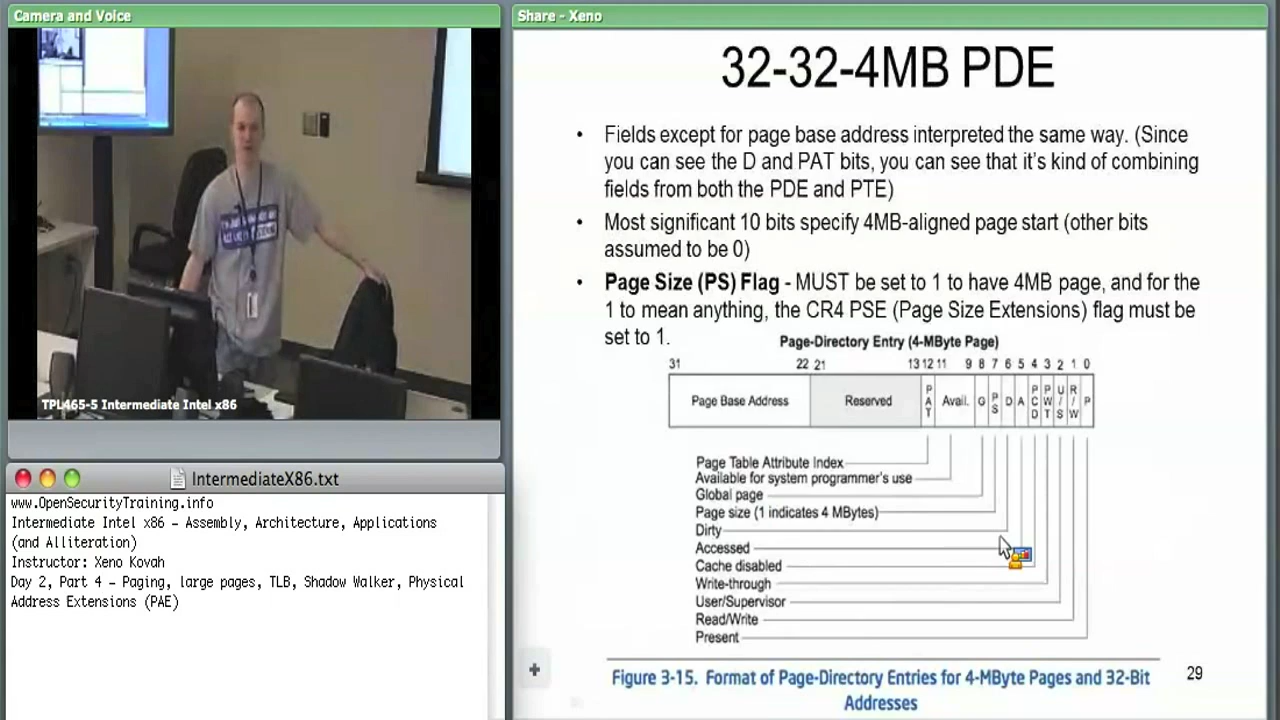 Camera and Voice
TPL465-5 Intermediate Intel x86
IntermediateX86.txt
www.OpenSecurityTraining.info
Intermediate Intel x86 – Assembly, Architecture, Applications
(and Alliteration)
Instructor: Xeno Kovah
Day 2, Part 4 – Paging, large pages, TLB, Shadow Walker, Physical
Address Extensions (PAE)
Share - Xeno
32-32-4MB PDE
• Fields except for page base address interpreted the same way. (Since
you can see the D and PAT bits, you can see that it's kind of combining
fields from both the PDE and PTE)
• Most significant 10 bits specify 4MB-aligned page start (other bits
assumed to be 0)
• Page Size (PS) Flag - MUST be set to 1 to have 4MB page, and for the
1 to mean anything, the CR4 PSE (Page Size Extensions) flag must be
set to 1.
Page-Directory Entry (4-MByte Page)
31 22 21 13 12 11 9 8 7 6 5 4 3 2 1 0
Page Base Address Reserved PAT Avail. G PS D A PCD PWT U/S R/W P
Page Table Attribute Index
Available for system programmer's use
Global page
Page size (1 indicates 4 MBytes)
Dirty
Accessed
Cache disabled
Write-through
User/Supervisor
Read/Write
Present
Figure 3-15. Format of Page-Directory Entries for 4-MByte Pages and 32-Bit
Addresses
29